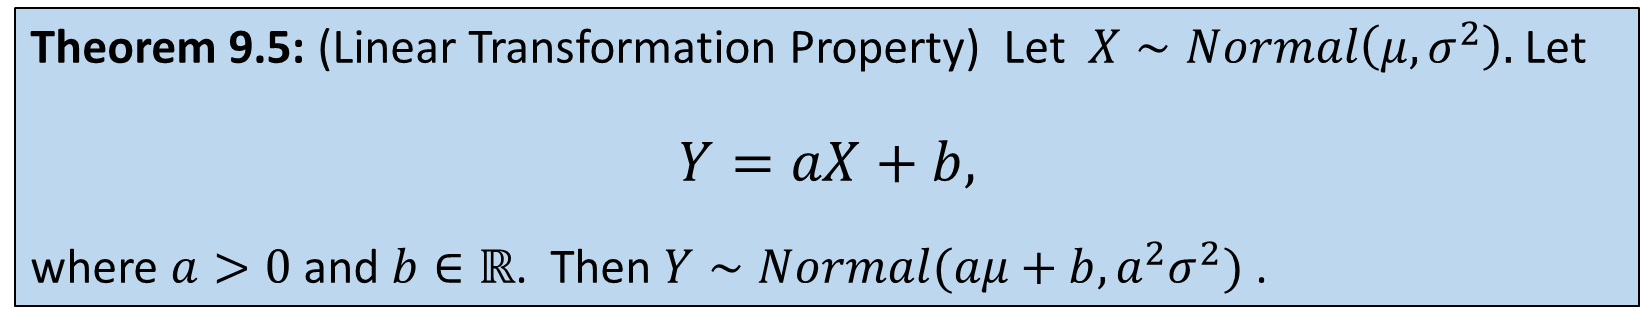 Theorem 9.5: (Linear Transformation Property) Let X ~ Normal(μ, σ²). Let
Y = aX + b,
where a > 0 and b ∈ ℝ. Then Y ~ Normal(aμ + b, a²σ²) .